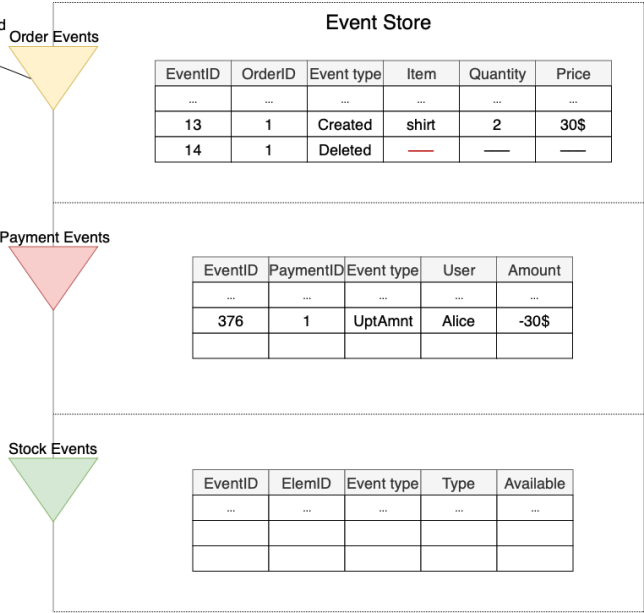 d
Order Events
Event Store
EventID OrderID Event type Item Quantity Price
... ... ... ... ... ...
13 1 Created shirt 2 30$
14 1 Deleted — — —
Payment Events
EventID PaymentID Event type User Amount
... ... ... ... ...
376 1 UptAmnt Alice -30$
Stock Events
EventID ElemID Event type Type Available
... ... ... ... ...